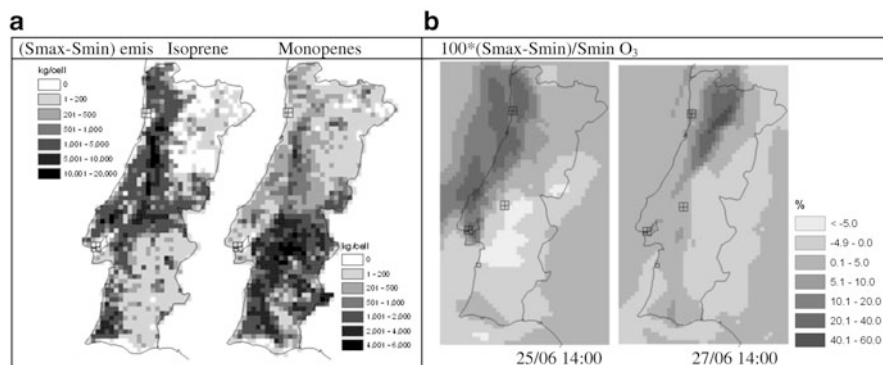 a
b
(Smax-Smin) emis Isoprene Monopenes
100*(Smax-Smin)/Smin O₃
kg/cell
0
1 - 200
201 - 500
501 - 1,000
1,001 - 5,000
5,001 - 10,000
10,001 - 20,000
kg/cell
0
1 - 200
201 - 500
501 - 1,000
1,001 - 2,000
2,001 - 4,000
4,001 - 6,000
%
< -5.0
-4.9 - 0.0
0.1 - 5.0
5.1 - 10.0
10.1 - 20.0
20.1 - 40.0
40.1 - 60.0
25/06 14:00
27/06 14:00